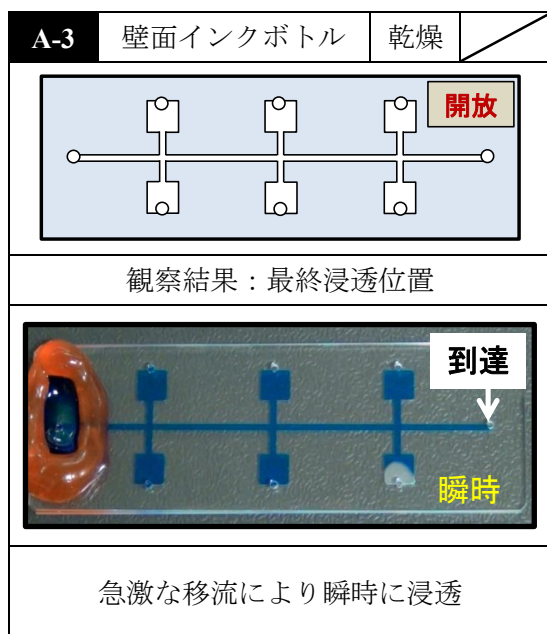 A-3 壁面インクボトル 乾燥
開放
観察結果：最終浸透位置
到達
瞬時
急激な移流により瞬時に浸透